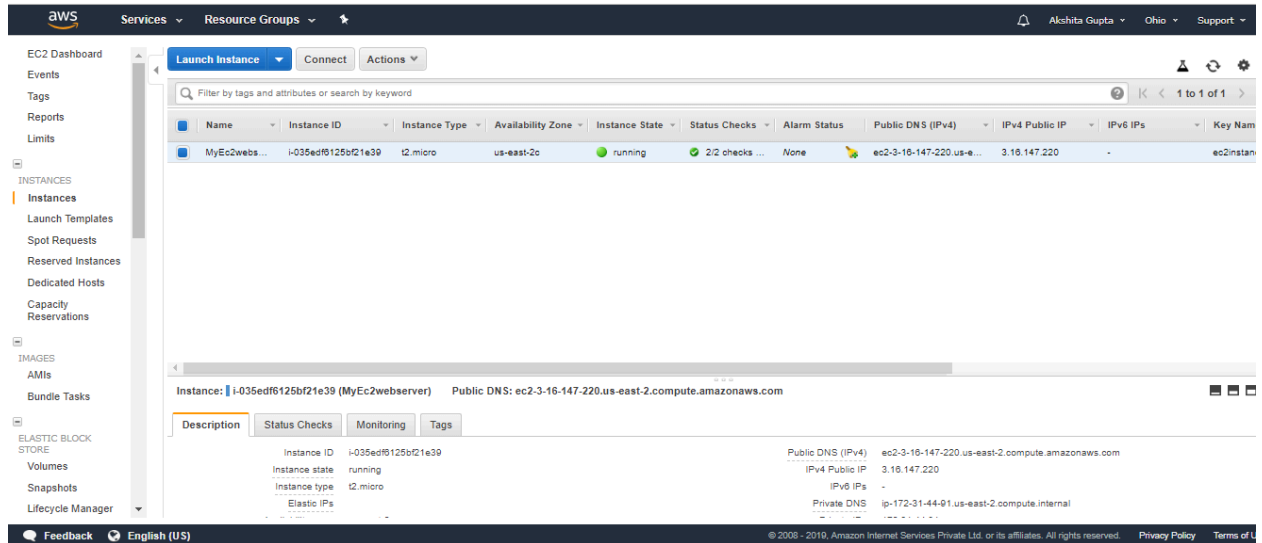 aws Services Resource Groups Akshita Gupta Ohio Support
EC2 Dashboard
Events
Tags
Reports
Limits
INSTANCES
Instances
Launch Templates
Spot Requests
Reserved Instances
Dedicated Hosts
Capacity
Reservations
IMAGES
AMIs
Bundle Tasks
ELASTIC BLOCK
STORE
Volumes
Snapshots
Lifecycle Manager
Launch Instance Connect Actions
Filter by tags and attributes or search by keyword 1 to 1 of 1
Name Instance ID Instance Type Availability Zone Instance State Status Checks Alarm Status Public DNS (IPv4) IPv4 Public IP IPv6 IPs Key Nam
MyEc2webs... i-035edf6125bf21e39 t2.micro us-east-2c running 2/2 checks ... None ec2-3-16-147-220.us-e... 3.16.147.220 - ec2instan
Instance: i-035edf6125bf21e39 (MyEc2webserver) Public DNS: ec2-3-16-147-220.us-east-2.compute.amazonaws.com
Description Status Checks Monitoring Tags
Instance ID i-035edf6125bf21e39 Public DNS (IPv4) ec2-3-16-147-220.us-east-2.compute.amazonaws.com
Instance state running IPv4 Public IP 3.16.147.220
Instance type t2.micro IPv6 IPs -
Elastic IPs Private DNS ip-172-31-44-91.us-east-2.compute.internal
Feedback English (US) © 2008 - 2019, Amazon Internet Services Private Ltd. or its affiliates. All rights reserved. Privacy Policy Terms of U